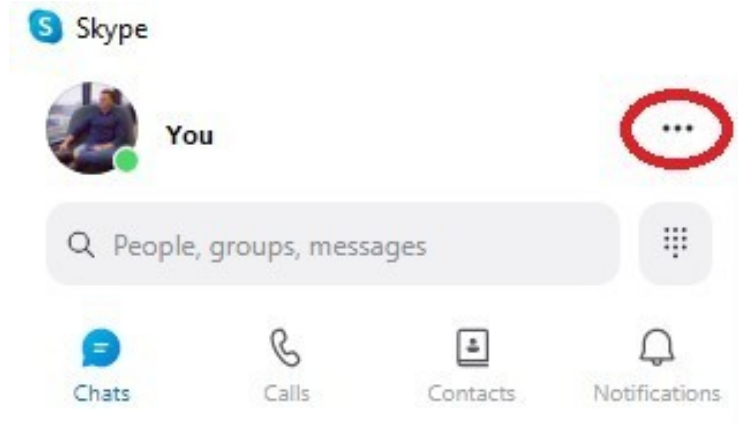 Skype
You
People, groups, messages
Chats Calls Contacts Notifications